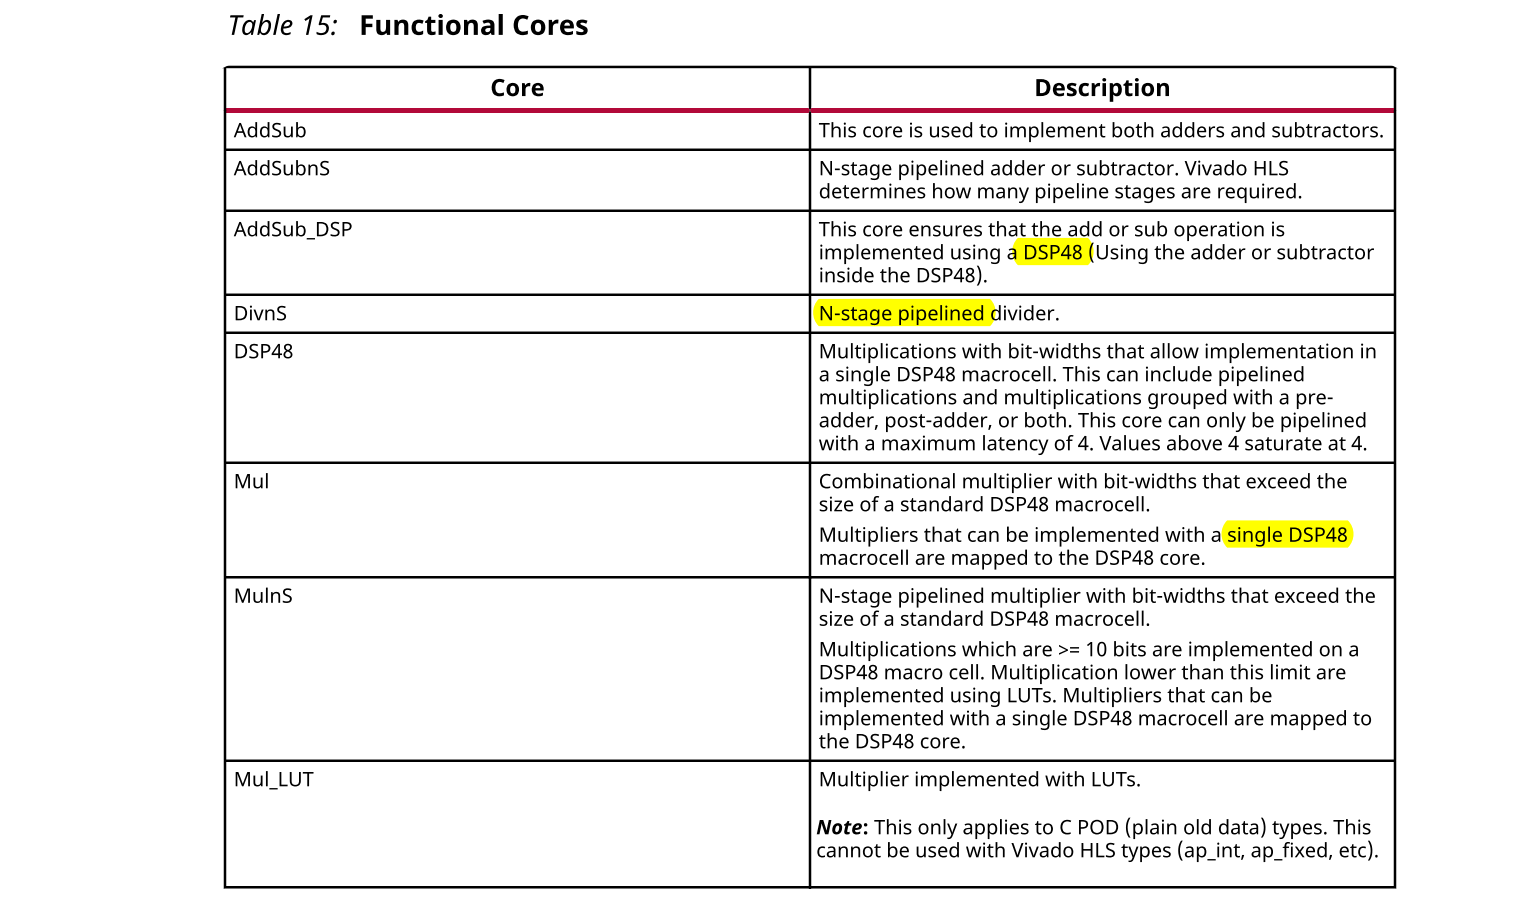 Table 15: Functional Cores
Core Description
AddSub This core is used to implement both adders and subtractors.
AddSubnS N-stage pipelined adder or subtractor. Vivado HLS
determines how many pipeline stages are required.
AddSub_DSP This core ensures that the add or sub operation is
implemented using a DSP48 (Using the adder or subtractor
inside the DSP48).
DivnS N-stage pipelined divider.
DSP48 Multiplications with bit-widths that allow implementation in
a single DSP48 macrocell. This can include pipelined
multiplications and multiplications grouped with a pre-
adder, post-adder, or both. This core can only be pipelined
with a maximum latency of 4. Values above 4 saturate at 4.
Mul Combinational multiplier with bit-widths that exceed the
size of a standard DSP48 macrocell.
Multipliers that can be implemented with a single DSP48
macrocell are mapped to the DSP48 core.
MulnS N-stage pipelined multiplier with bit-widths that exceed the
size of a standard DSP48 macrocell.
Multiplications which are >= 10 bits are implemented on a
DSP48 macro cell. Multiplication lower than this limit are
implemented using LUTs. Multipliers that can be
implemented with a single DSP48 macrocell are mapped to
the DSP48 core.
Mul_LUT Multiplier implemented with LUTs.
Note: This only applies to C POD (plain old data) types. This
cannot be used with Vivado HLS types (ap_int, ap_fixed, etc).